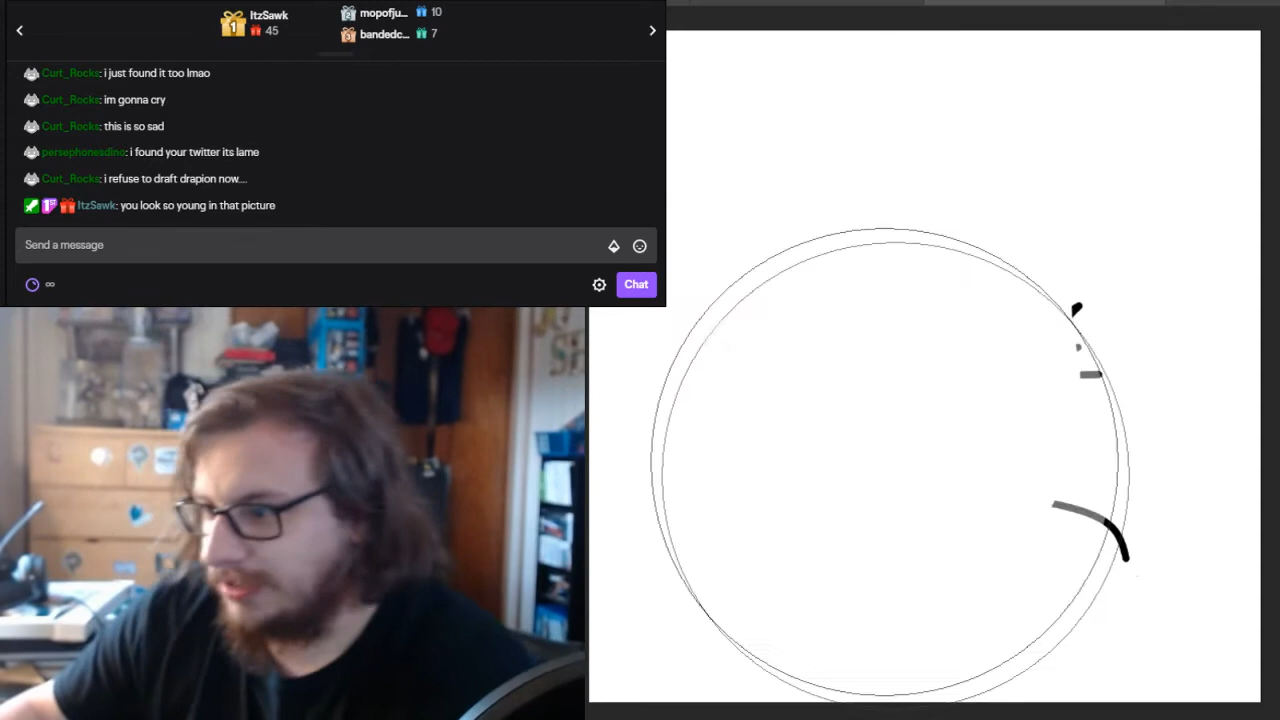 ItzSawk
45
mopofju... 10
bandedc... 7
Curt_Rocks: i just found it too lmao
Curt_Rocks: im gonna cry
Curt_Rocks: this is so sad
persephonesdino: i found your twitter its lame
Curt_Rocks: i refuse to draft drapion now....
ItzSawk: you look so young in that picture
Send a message
∞
Chat